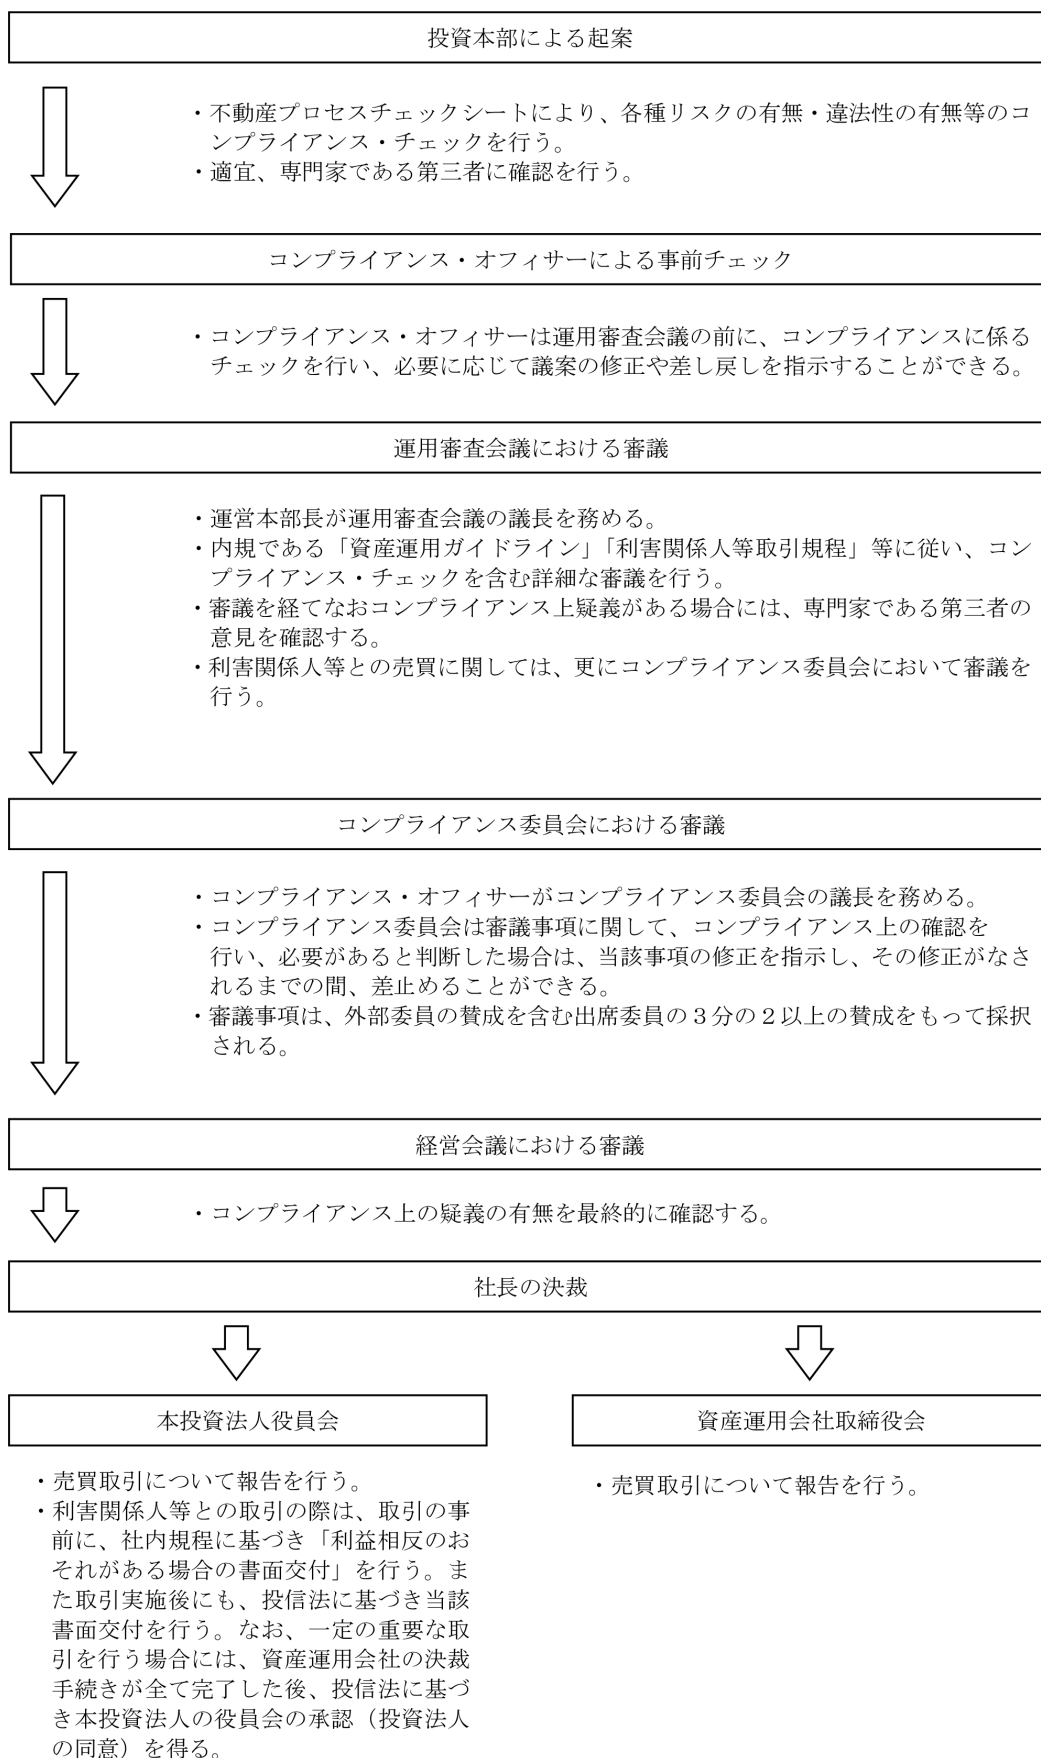 投資本部による起案
・不動産プロセスチェックシートにより、各種リスクの有無・違法性の有無等のコ
ンプライアンス・チェックを行う。
・適宜、専門家である第三者に確認を行う。
コンプライアンス・オフィサーによる事前チェック
・コンプライアンス・オフィサーは運用審査会議の前に、コンプライアンスに係る
チェックを行い、必要に応じて議案の修正や差し戻しを指示することができる。
運用審査会議における審議
・運営本部長が運用審査会議の議長を務める。
・内規である「資産運用ガイドライン」「利害関係人等取引規程」等に従い、コン
プライアンス・チェックを含む詳細な審議を行う。
・審議を経てなおコンプライアンス上疑義がある場合には、専門家である第三者の
意見を確認する。
・利害関係人等との売買に関しては、更にコンプライアンス委員会において審議を
行う。
コンプライアンス委員会における審議
・コンプライアンス・オフィサーがコンプライアンス委員会の議長を務める。
・コンプライアンス委員会は審議事項に関して、コンプライアンス上の確認を
行い、必要があると判断した場合は、当該事項の修正を指示し、その修正がなさ
れるまでの間、差止めることができる。
・審議事項は、外部委員の賛成を含む出席委員の３分の２以上の賛成をもって採択
される。
経営会議における審議
・コンプライアンス上の疑義の有無を最終的に確認する。
社長の決裁
本投資法人役員会
・売買取引について報告を行う。
・利害関係人等との取引の際は、取引の事
前に、社内規程に基づき「利益相反のお
それがある場合の書面交付」を行う。ま
た取引実施後にも、投信法に基づき当該
書面交付を行う。なお、一定の重要な取
引を行う場合には、資産運用会社の決裁
手続きが全て完了した後、投信法に基づ
き本投資法人の役員会の承認（投資法人
の同意）を得る。
資産運用会社取締役会
・売買取引について報告を行う。